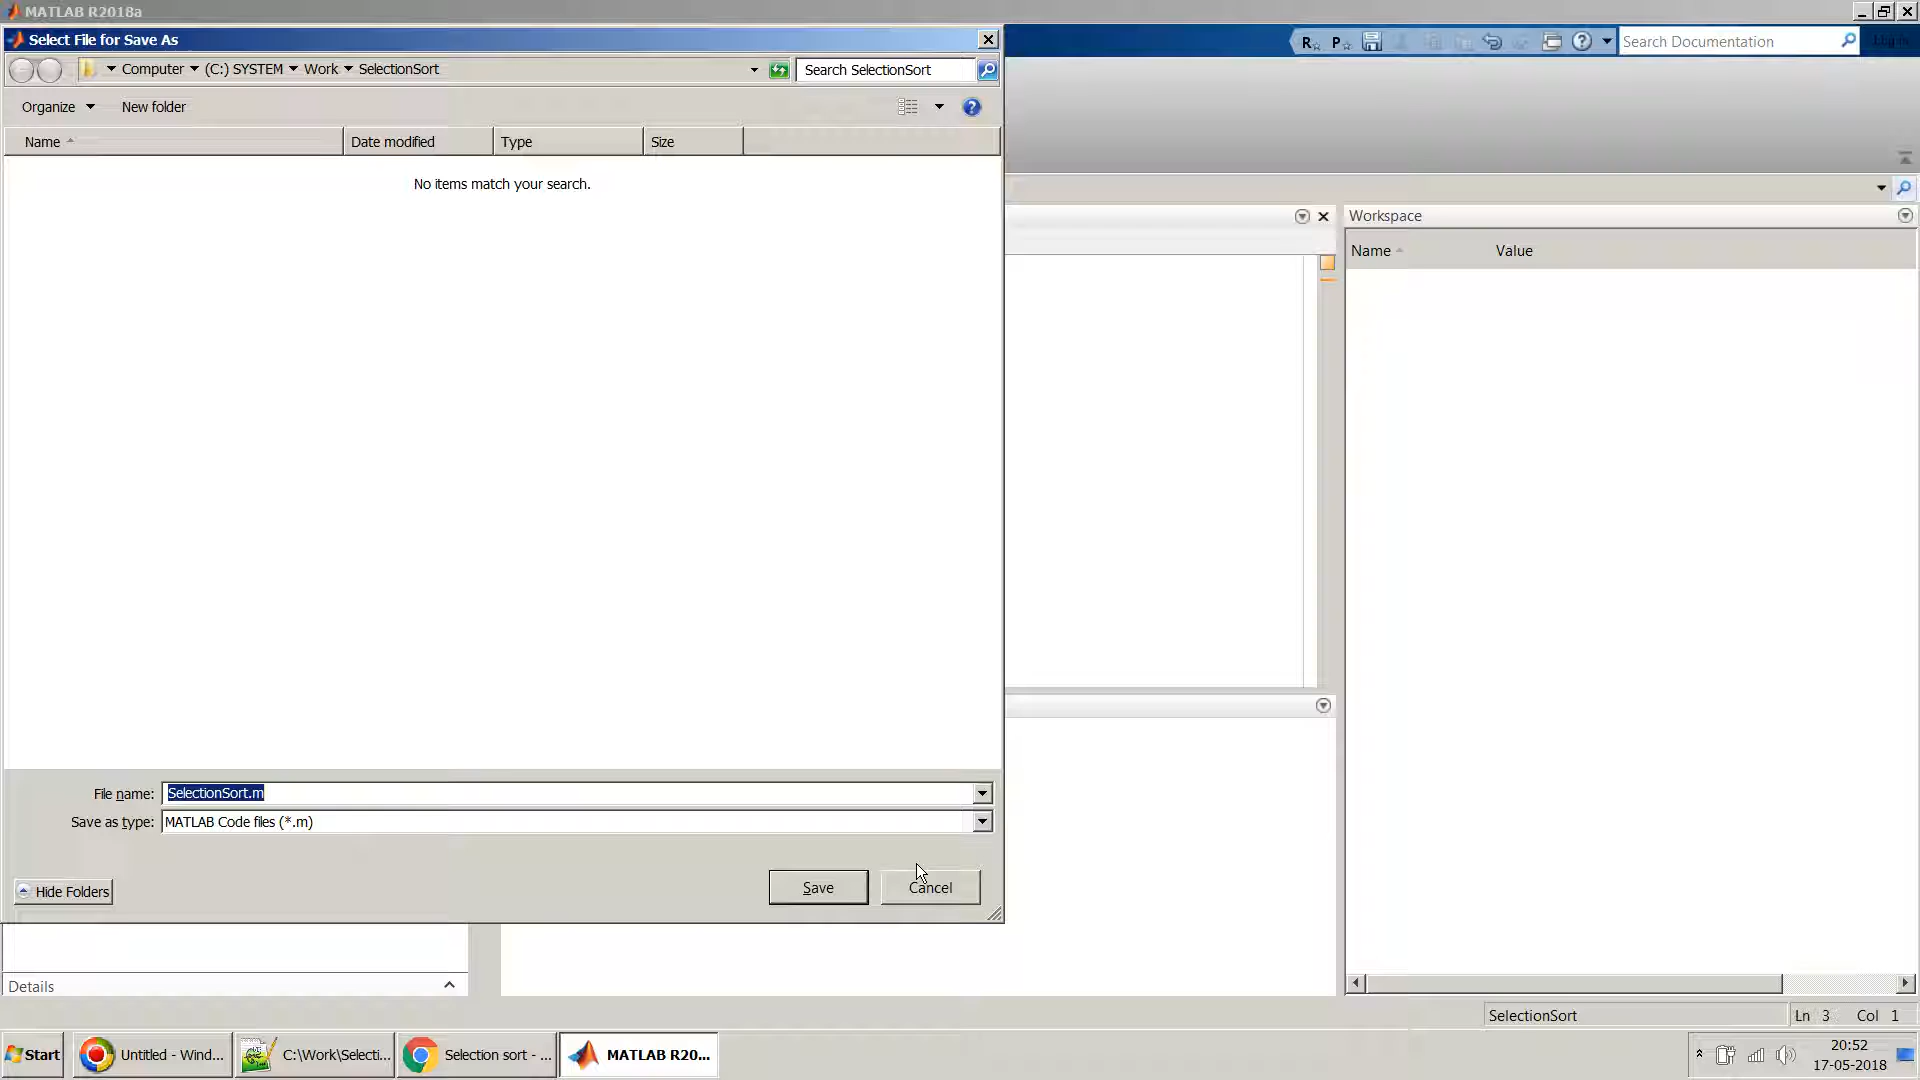 MATLAB R2018a
Select File for Save As
Computer (C:) SYSTEM Work SelectionSort
Search SelectionSort
Search Documentation
Organize New folder
Name Date modified Type Size
No items match your search.
Workspace
Name Value
File name: SelectionSort.m
Save as type: MATLAB Code files (*.m)
Hide Folders
Save Cancel
Details
SelectionSort Ln 3 Col 1
Start Untitled - Wind... C:\Work\Selecti... Selection sort - ... MATLAB R20...
20:52
17-05-2018